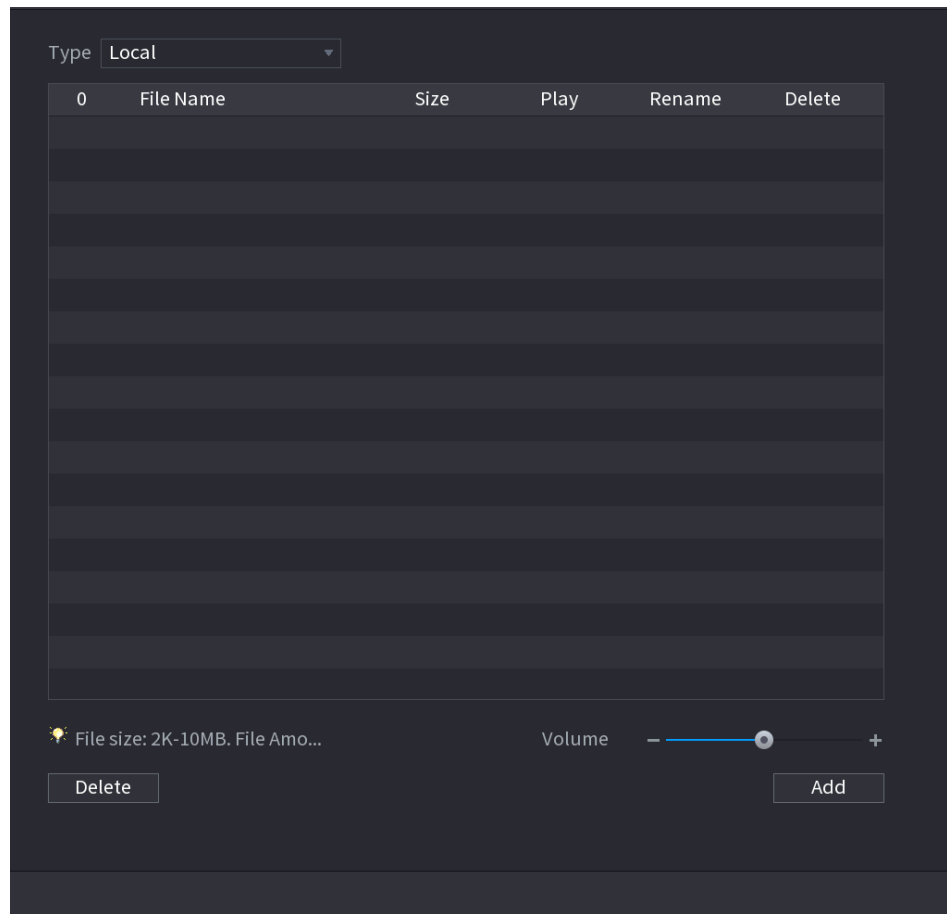 Type Local
0 File Name Size Play Rename Delete
File size: 2K-10MB. File Amo... Volume
Delete Add